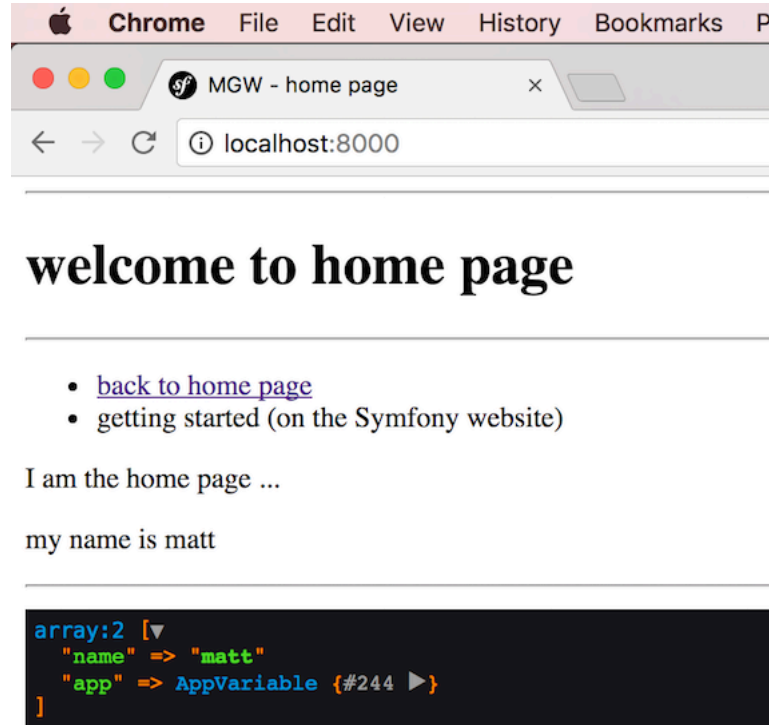 Chrome File Edit View History Bookmarks P
sf MGW - home page ×
localhost:8000
welcome to home page
back to home page
getting started (on the Symfony website)
I am the home page ...
my name is matt
array:2 [▼
"name" => "matt"
"app" => AppVariable {#244 ▶}
]